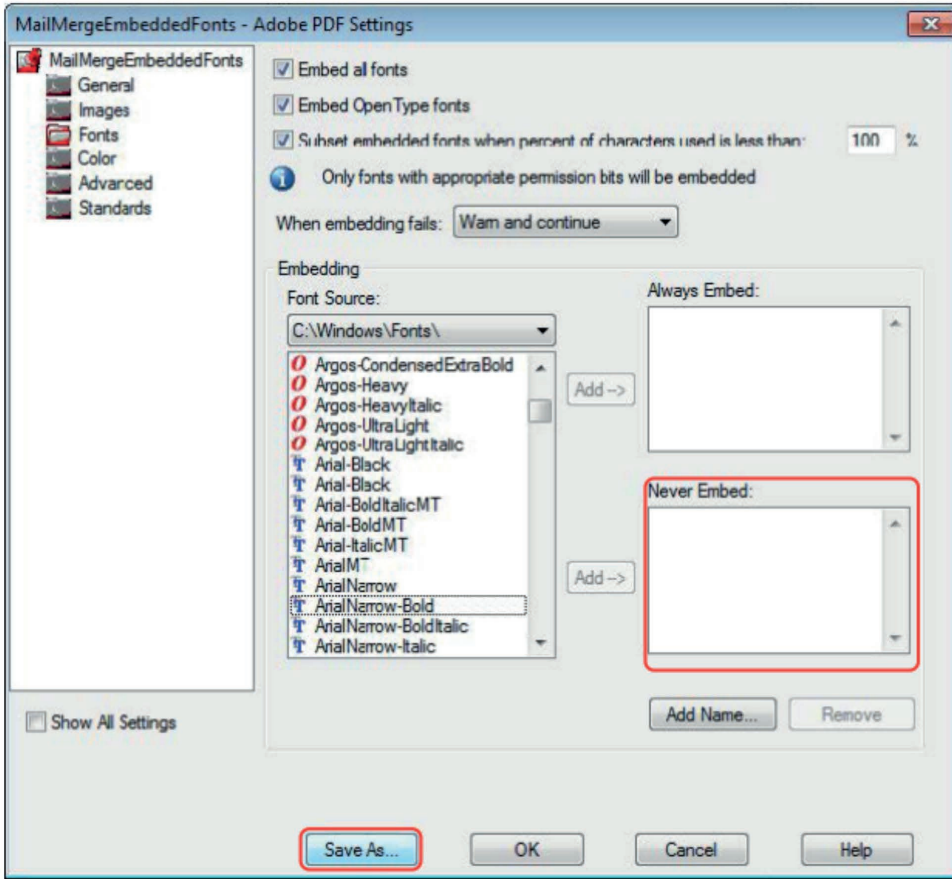 MailMergeEmbeddedFonts - Adobe PDF Settings
MailMergeEmbeddedFonts
General
Images
Fonts
Color
Advanced
Standards
Show All Settings
Embed all fonts
Embed OpenType fonts
Subset embedded fonts when percent of characters used is less than: 100 %
Only fonts with appropriate permission bits will be embedded
When embedding fails: Warn and continue
Embedding
Font Source:
C:\Windows\Fonts\
Argos-CondensedExtraBold
Argos-Heavy
Argos-HeavyItalic
Argos-UltraLight
Argos-UltraLightItalic
Arial-Black
Arial-Black
Arial-BoldItalicMT
Arial-BoldMT
Arial-ItalicMT
ArialMT
ArialNarrow
ArialNarrow-Bold
ArialNarrow-BoldItalic
ArialNarrow-Italic
Add -->
Add -->
Always Embed:
Never Embed:
Add Name...
Remove
Save As...
OK
Cancel
Help